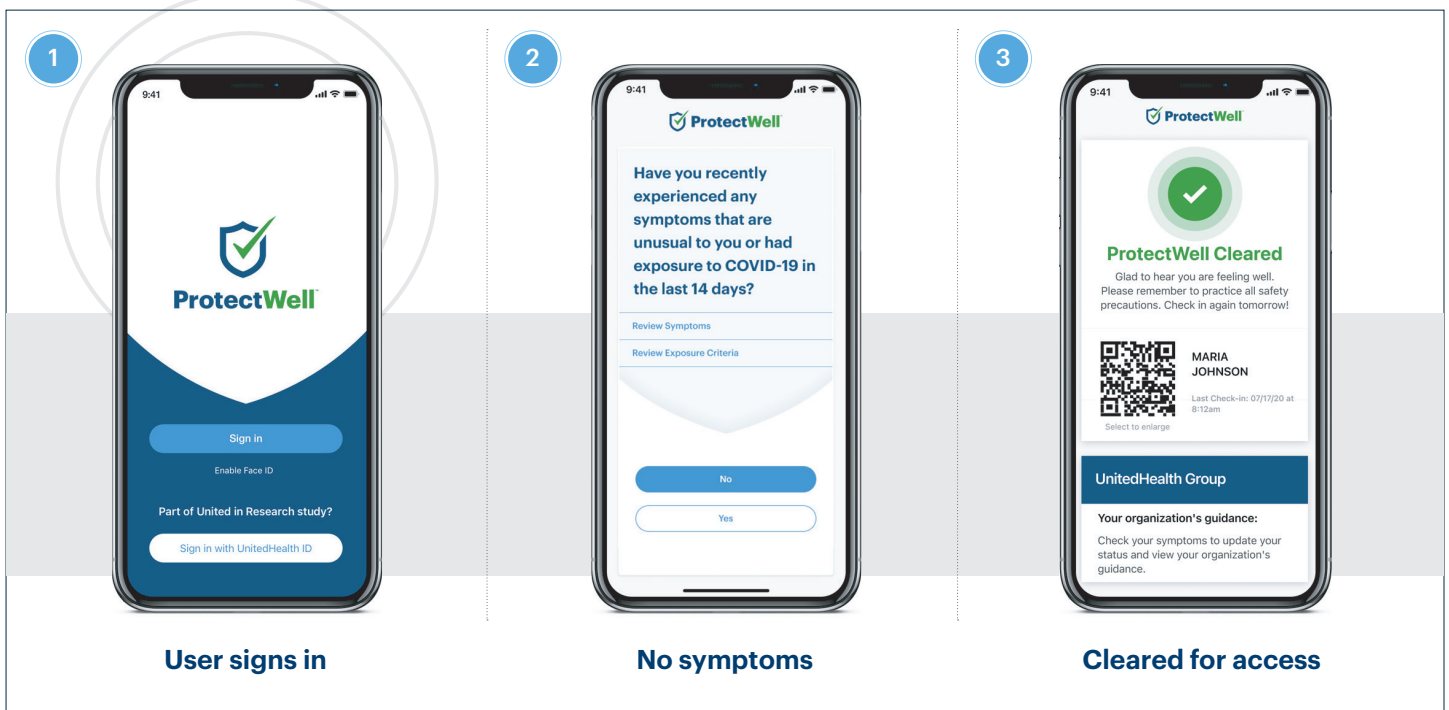 1
9:41
ProtectWell™
Sign in
Enable Face ID
Part of United in Research study?
Sign in with UnitedHealth ID
User signs in
2
9:41
ProtectWell
Have you recently
experienced any
symptoms that are
unusual to you or had
exposure to COVID-19 in
the last 14 days?
Review Symptoms
Review Exposure Criteria
No
Yes
No symptoms
3
9:41
ProtectWell
ProtectWell Cleared
Glad to hear you are feeling well.
Please remember to practice all safety
precautions. Check in again tomorrow!
MARIA
JOHNSON
Last Check-in: 07/17/20 at
8:12am
Select to enlarge
UnitedHealth Group
Your organization's guidance:
Check your symptoms to update your
status and view your organization's
guidance.
Cleared for access